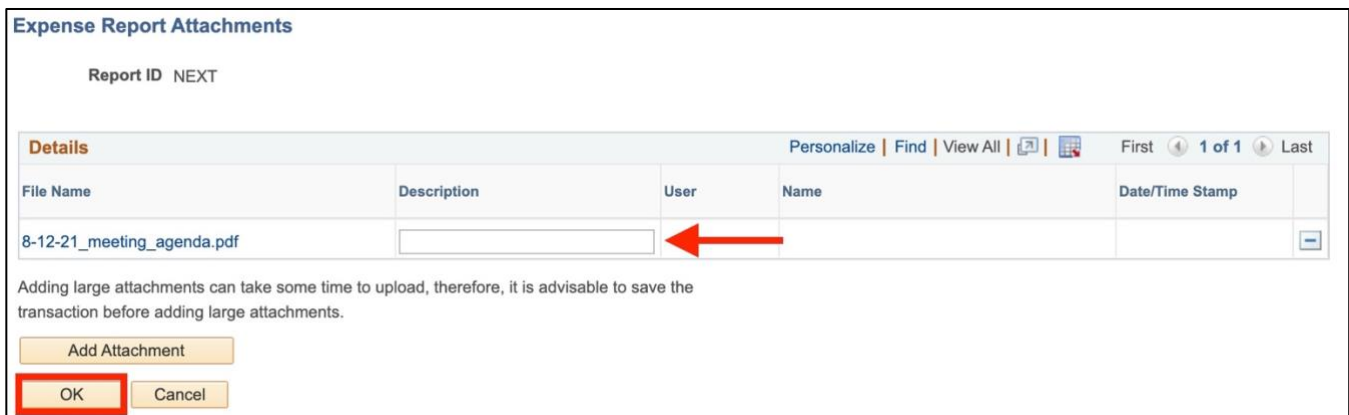 Expense Report Attachments
Report ID NEXT
Details Personalize | Find | View All | | First 1 of 1 Last
File Name Description User Name Date/Time Stamp
8-12-21_meeting_agenda.pdf
Adding large attachments can take some time to upload, therefore, it is advisable to save the
transaction before adding large attachments.
Add Attachment
OK Cancel